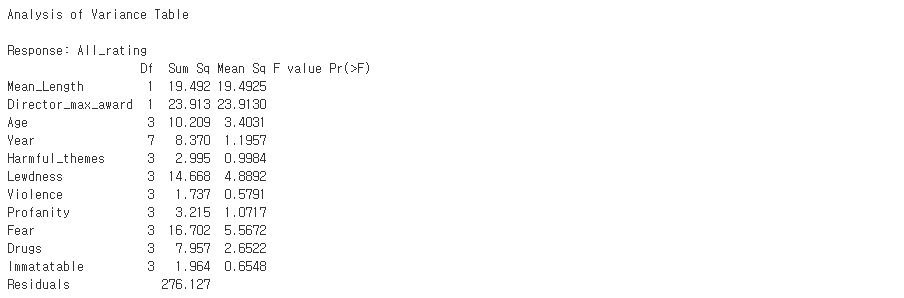 Analysis of Variance Table
Response: All_rating
Df Sum Sq Mean Sq F value Pr(>F)
Mean_Length 1 19.492 19.4925
Director_max_award 1 23.913 23.9130
Age 3 10.209 3.4031
Year 7 8.370 1.1957
Harmful_themes 3 2.995 0.9984
Lewdness 3 14.668 4.8892
Violence 3 1.737 0.5791
Profanity 3 3.215 1.0717
Fear 3 16.702 5.5672
Drugs 3 7.957 2.6522
Immatatable 3 1.964 0.6548
Residuals 276.127